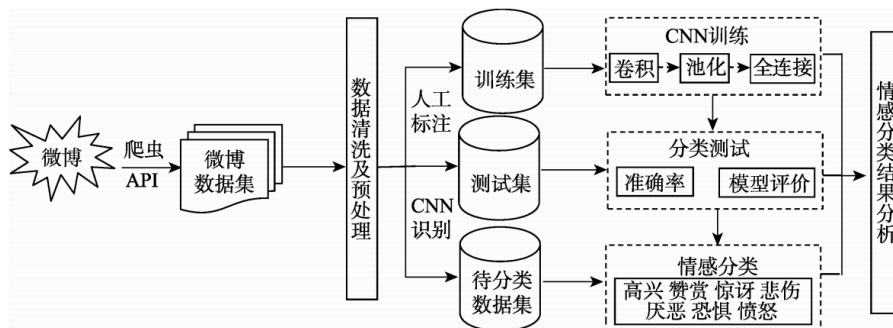 微博
爬虫
API
微博
数据集
数据清洗及预处理
人工
标注
CNN
识别
训练集
测试集
待分类
数据集
CNN训练
卷积
池化
全连接
分类测试
准确率
模型评价
情感分类
高兴 赞赏 惊讶 悲伤
厌恶 恐惧 愤怒
情感分类结果分析